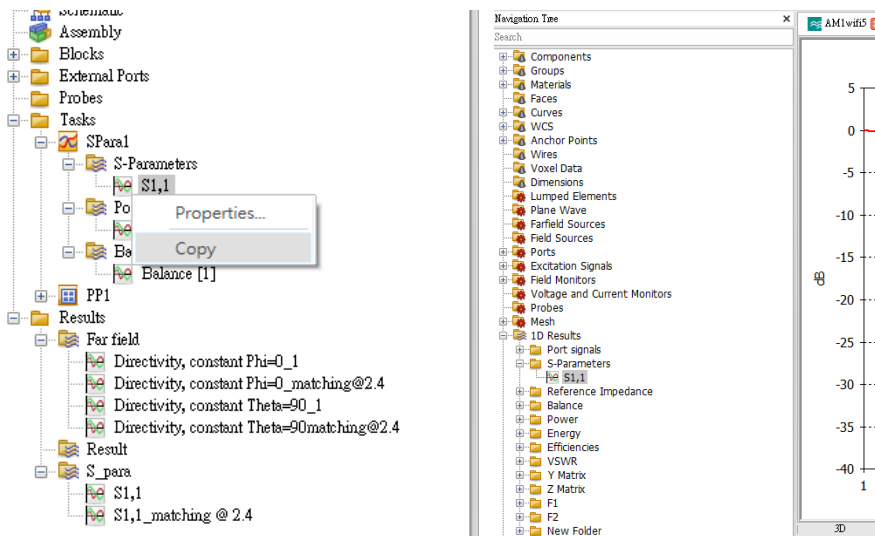 Schematic
Assembly
Blocks
External Ports
Probes
Tasks
SPara1
S-Parameters
S1,1
Po
Properties...
Ba
Copy
Balance [1]
PP1
Results
Far field
Directivity, constant Phi=0_1
Directivity, constant Phi=0_matching@2.4
Directivity, constant Theta=90_1
Directivity, constant Theta=90matching@2.4
Result
S_para
S1,1
S1,1_matching @ 2.4
Navigation Tree
Search
Components
Groups
Materials
Faces
Curves
WCS
Anchor Points
Wires
Voxel Data
Dimensions
Lumped Elements
Plane Wave
Farfield Sources
Field Sources
Ports
Excitation Signals
Field Monitors
Voltage and Current Monitors
Probes
Mesh
1D Results
Port signals
S-Parameters
S1,1
Reference Impedance
Balance
Power
Energy
Efficiencies
VSWR
Y Matrix
Z Matrix
F1
F2
New Folder
AM1wifi5
5
0
-5
-10
-15
dB
-20
-25
-30
-35
-40
1
3D